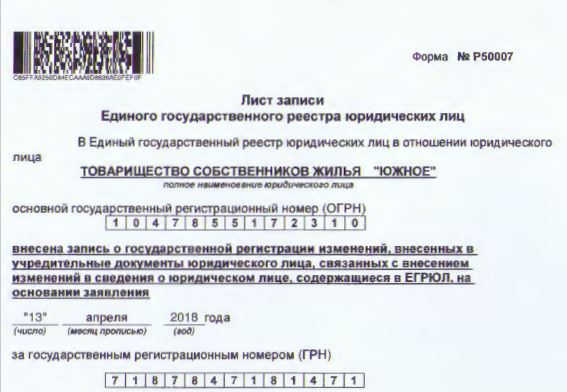 Форма № Р50007
Лист записи
Единого государственного реестра юридических лиц
В Единый государственный реестр юридических лиц в отношении юридического
лица
ТОВАРИЩЕСТВО СОБСТВЕННИКОВ ЖИЛЬЯ "ЮЖНОЕ"
полное наименование юридического лица
основной государственный регистрационный номер (ОГРН)
1 0 4 7 8 5 5 1 7 2 3 1 0
внесена запись о государственной регистрации изменений, внесенных в
учредительные документы юридического лица, связанных с внесением
изменений в сведения о юридическом лице, содержащиеся в ЕГРЮЛ, на
основании заявления
"13" апреля 2018 года
(число) (месяц прописью) (год)
за государственным регистрационным номером (ГРН)
7 1 8 7 8 4 7 1 8 1 4 7 1